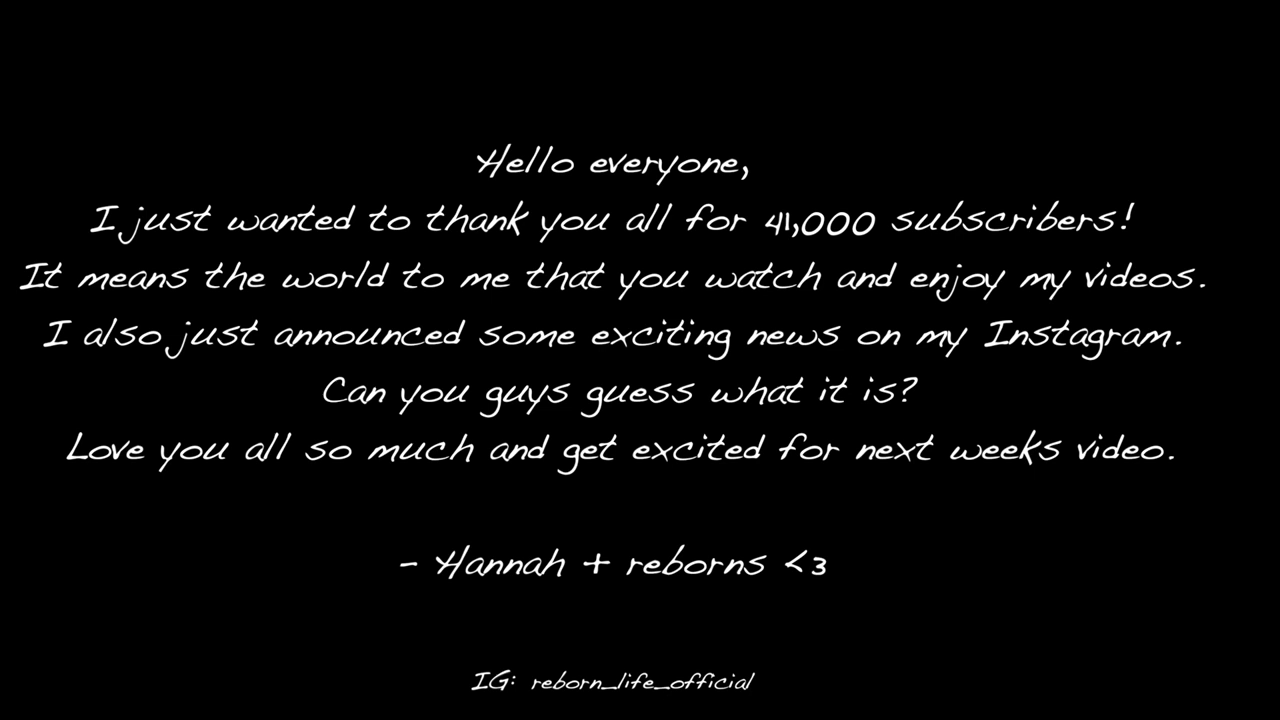 Hello everyone,
I just wanted to thank you all for 41,000 subscribers!
It means the world to me that you watch and enjoy my videos.
I also just announced some exciting news on my Instagram.
Can you guys guess what it is?
Love you all so much and get excited for next weeks video.
- Hannah + reborns <3
IG: reborn_life_official